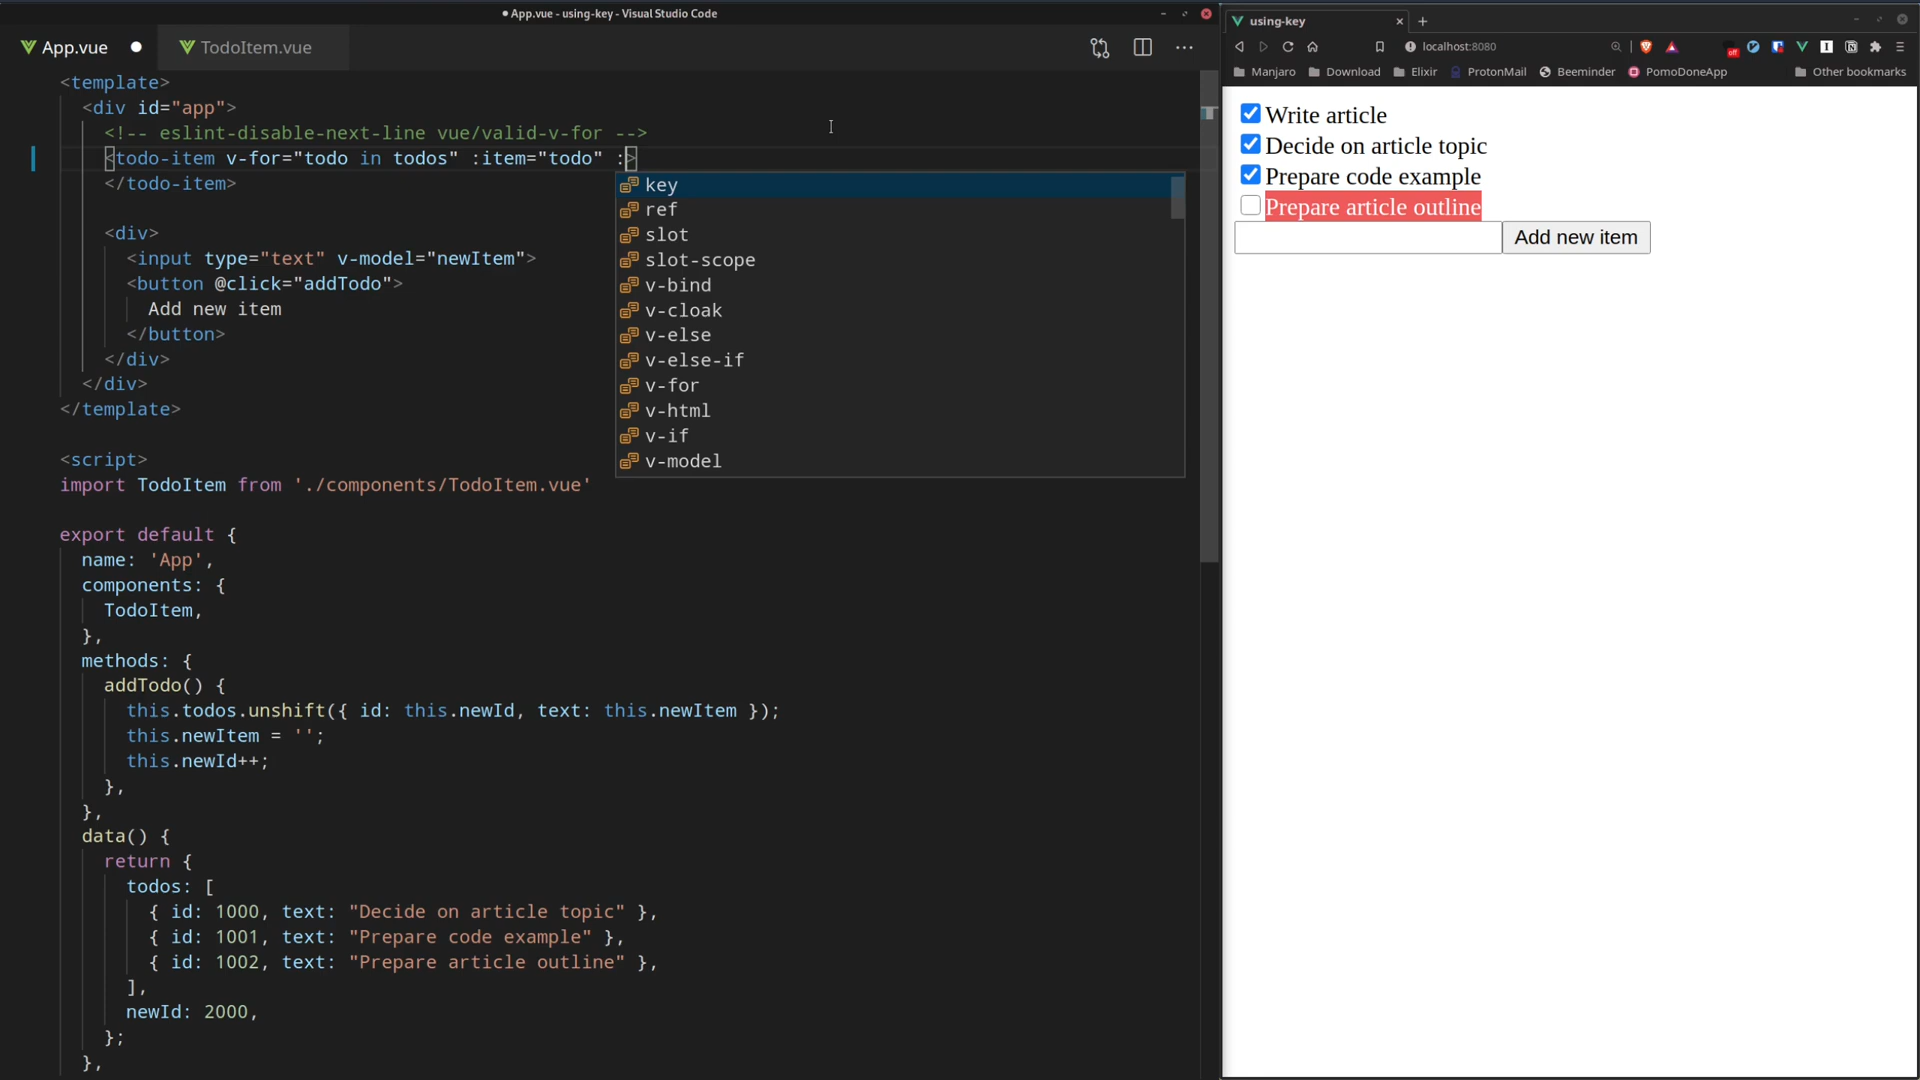 App.vue - using-key - Visual Studio Code
App.vue
TodoItem.vue
<template>
<div id="app">
<!-- eslint-disable-next-line vue/valid-v-for -->
<todo-item v-for="todo in todos" :item="todo" :>
</todo-item>
<div>
<input type="text" v-model="newItem">
<button @click="addTodo">
Add new item
</button>
</div>
</div>
</template>
<script>
import TodoItem from './components/TodoItem.vue'
export default {
name: 'App',
components: {
TodoItem,
},
methods: {
addTodo() {
this.todos.unshift({ id: this.newId, text: this.newItem });
this.newItem = '';
this.newId++;
},
},
data() {
return {
todos: [
{ id: 1000, text: "Decide on article topic" },
{ id: 1001, text: "Prepare code example" },
{ id: 1002, text: "Prepare article outline" },
],
newId: 2000,
};
},
key
ref
slot
slot-scope
v-bind
v-cloak
v-else
v-else-if
v-for
v-html
v-if
v-model
using-key
localhost:8080
off
Manjaro
Download
Elixir
ProtonMail
Beeminder
PomoDoneApp
Other bookmarks
Write article
Decide on article topic
Prepare code example
Prepare article outline
Add new item